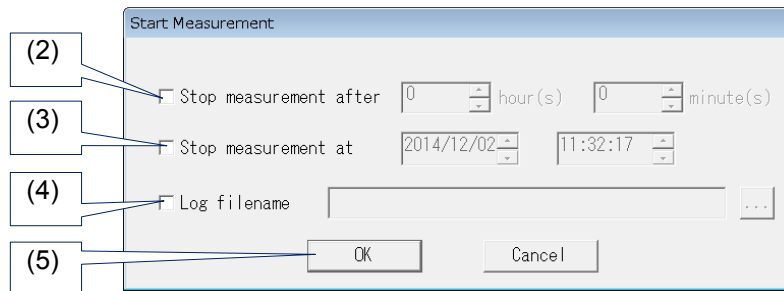 Start Measurement
(2)
Stop measurement after 0 hour(s) 0 minute(s)
(3)
Stop measurement at 2014/12/02 11:32:17
(4)
Log filename ...
(5)
OK Cancel